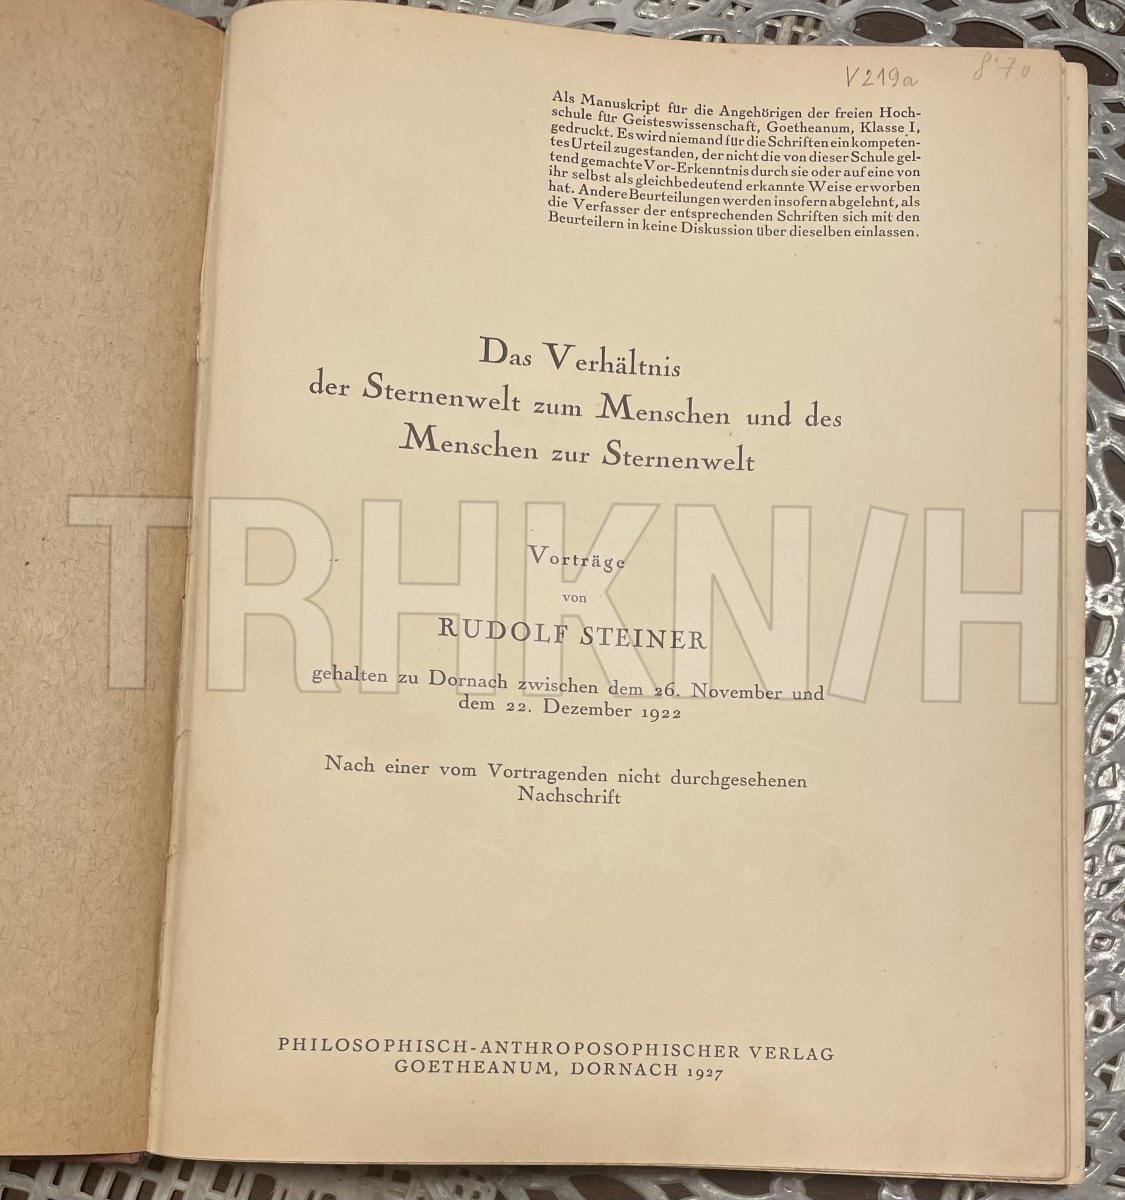 V219a 8'70
Als Manuskript für die Angehörigen der freien Hoch-
schule für Geisteswissenschaft, Goetheanum, Klasse I,
gedruckt. Es wird niemand für die Schriften ein kompeten-
tes Urteil zugestanden, der nicht die von dieser Schule gel-
tend gemachte Vor-Erkenntnis durch sie oder auf eine von
ihr selbst als gleichbedeutend erkannte Weise erworben
hat. Andere Beurteilungen werden insofern abgelehnt, als
die Verfasser der entsprechenden Schriften sich mit den
Beurteilern in keine Diskussion über dieselben einlassen.
Das Verhältnis
der Sternenwelt zum Menschen und des
Menschen zur Sternenwelt
TRHKN/H
Vorträge
von
RUDOLF STEINER
gehalten zu Dornach zwischen dem 26. November und
dem 22. Dezember 1922
Nach einer vom Vortragenden nicht durchgesehenen
Nachschrift
PHILOSOPHISCH-ANTHROPOSOPHISCHER VERLAG
GOETHEANUM, DORNACH 1927